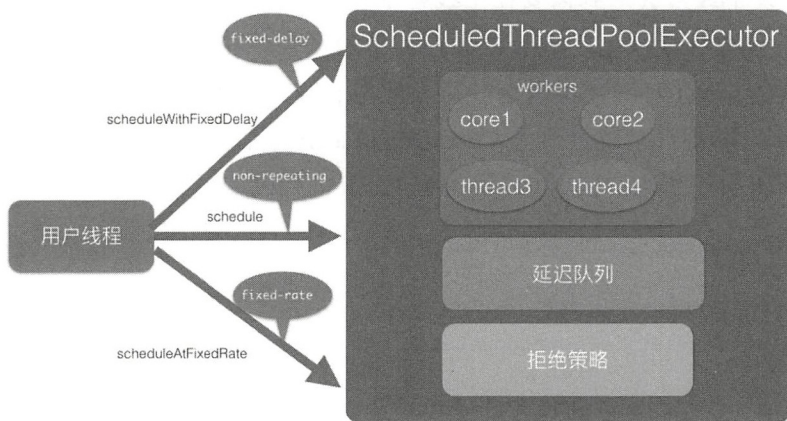 fixed-delay
scheduleWithFixedDelay
non-repeating
schedule
用户线程
fixed-rate
scheduleAtFixedRate
ScheduledThreadPoolExecutor
workers
core1
core2
thread3
thread4
延迟队列
拒绝策略